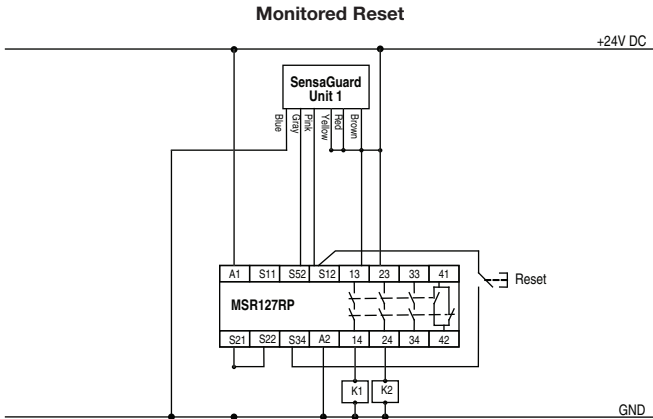 Monitored Reset
+24V DC
SensaGuard
Unit 1
Blue
Gray
Pink
Yellow
Red
Brown
A1 S11 S52 S12 13 23 33 41
Reset
MSR127RP
S21 S22 S34 A2 14 24 34 42
K1 K2
GND